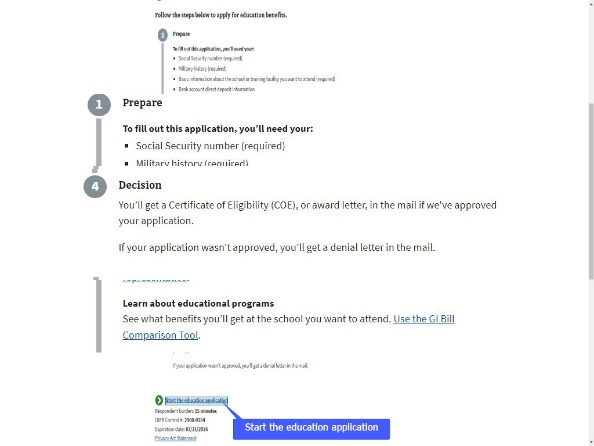 Follow the steps below to apply for education benefits.
1
Prepare
To fill out this application, you'll need your:
Social Security number (required)
Military history (required)
Basic information about the school or training facility you want to attend (required)
Bank account direct deposit information
1
Prepare
To fill out this application, you'll need your:
Social Security number (required)
Military history (required)
4
Decision
You'll get a Certificate of Eligibility (COE), or award letter, in the mail if we've approved
your application.
If your application wasn't approved, you'll get a denial letter in the mail.
representative.
Learn about educational programs
See what benefits you'll get at the school you want to attend. Use the GI Bill
Comparison Tool.
If your application wasn't approved, you'll get a denial letter in the mail.
Start the education application
Respondent burden: 15 minutes
OMB Control #: 2900-0154
Expiration date: 
Privacy Act Statement
Start the education application